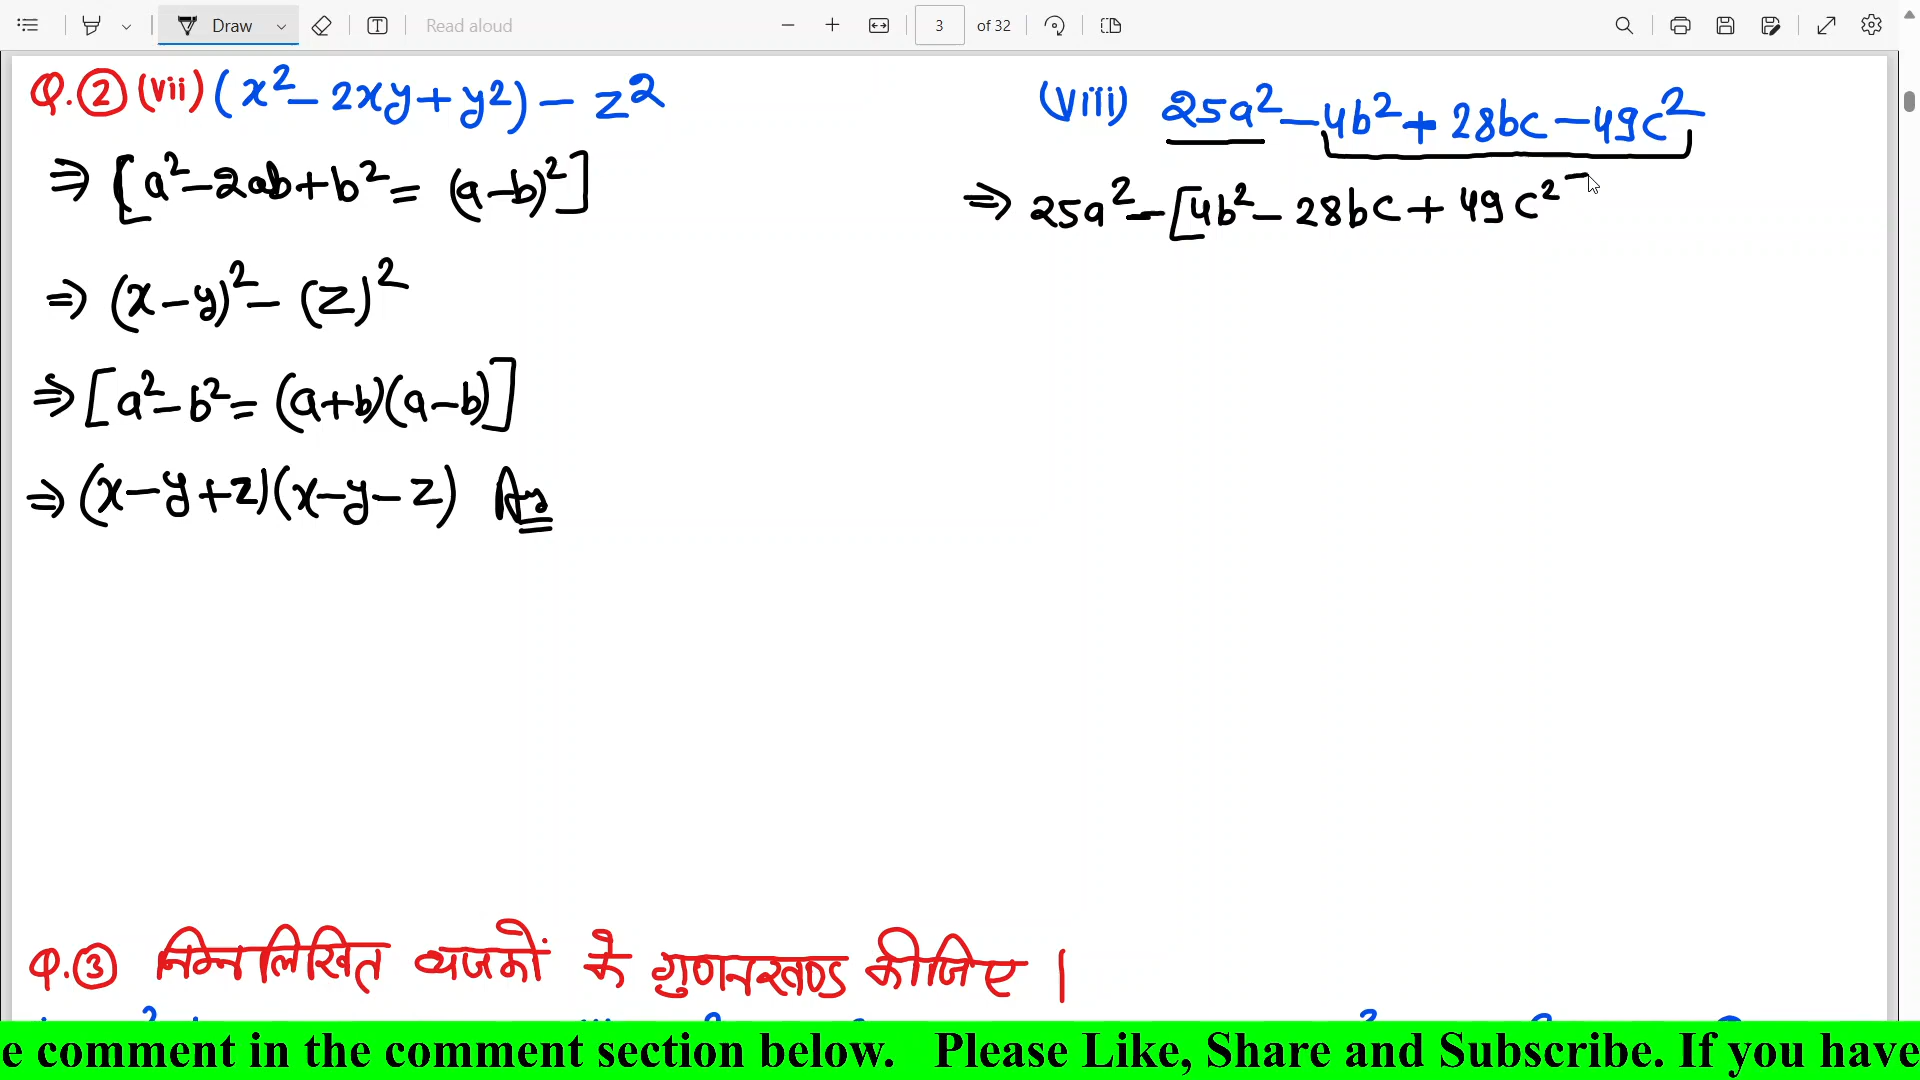 Draw
Read aloud
3 of 32
Q.② (vii) (x² - 2xy + y²) - z²
⇒ [a² - 2ab + b² = (a-b)²]
⇒ (x-y)² - (z)²
⇒ [a² - b² = (a+b)(a-b)]
⇒ (x-y+z)(x-y-z) Ans
(viii) 25a² - 4b² + 28bc - 49c²
⇒ 25a² - [4b² - 28bc + 49c²
Q.③ निम्नलिखित व्यंजकों के गुणनखण्ड कीजिए |
e comment in the comment section below. Please Like, Share and Subscribe. If you have